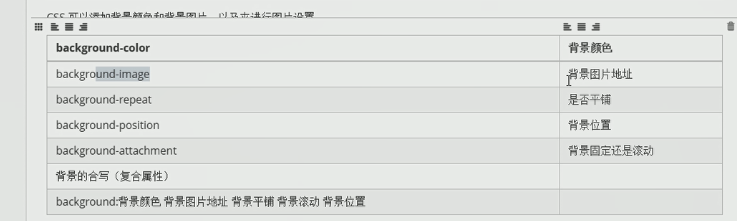 CSS 可以添加背景颜色和背景图片，以及来进行图片设置
background-color 背景颜色
background-image 背景图片地址
background-repeat 是否平铺
background-position 背景位置
background-attachment 背景固定还是滚动
背景的合写（复合属性）
background:背景颜色 背景图片地址 背景平铺 背景滚动 背景位置